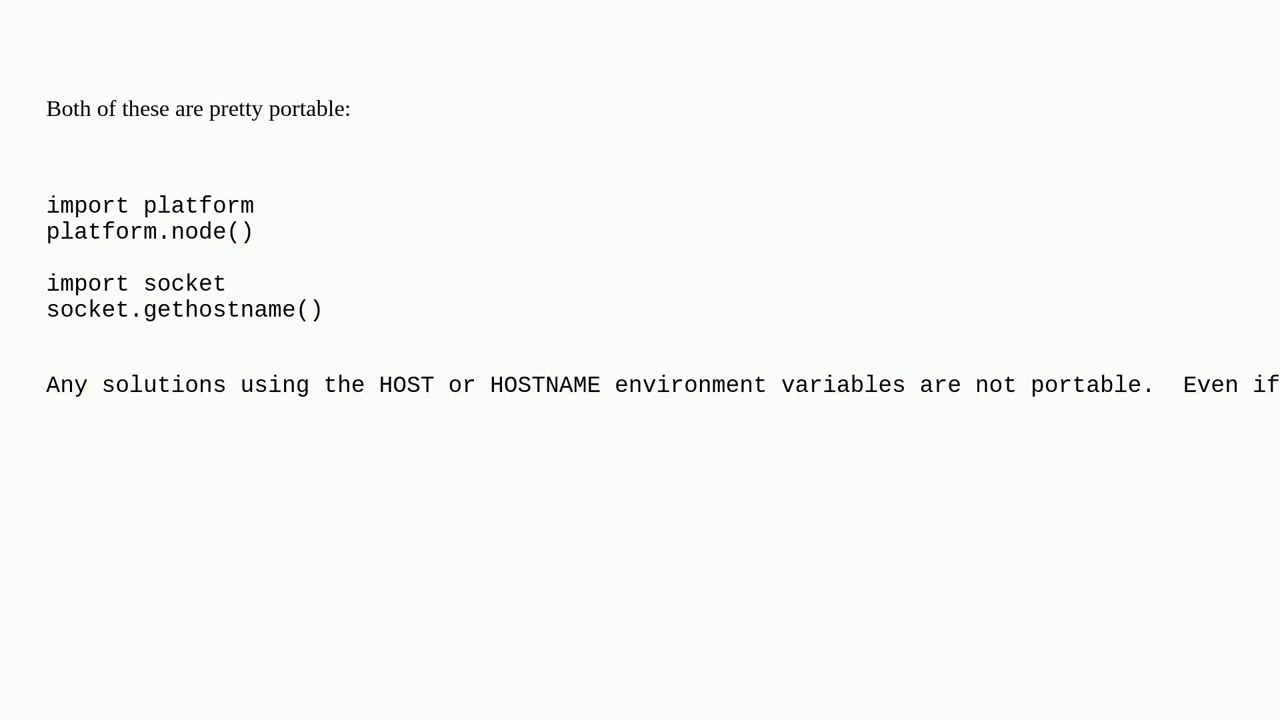 Both of these are pretty portable:
import platform
platform.node()
import socket
socket.gethostname()
Any solutions using the HOST or HOSTNAME environment variables are not portable.  Even if